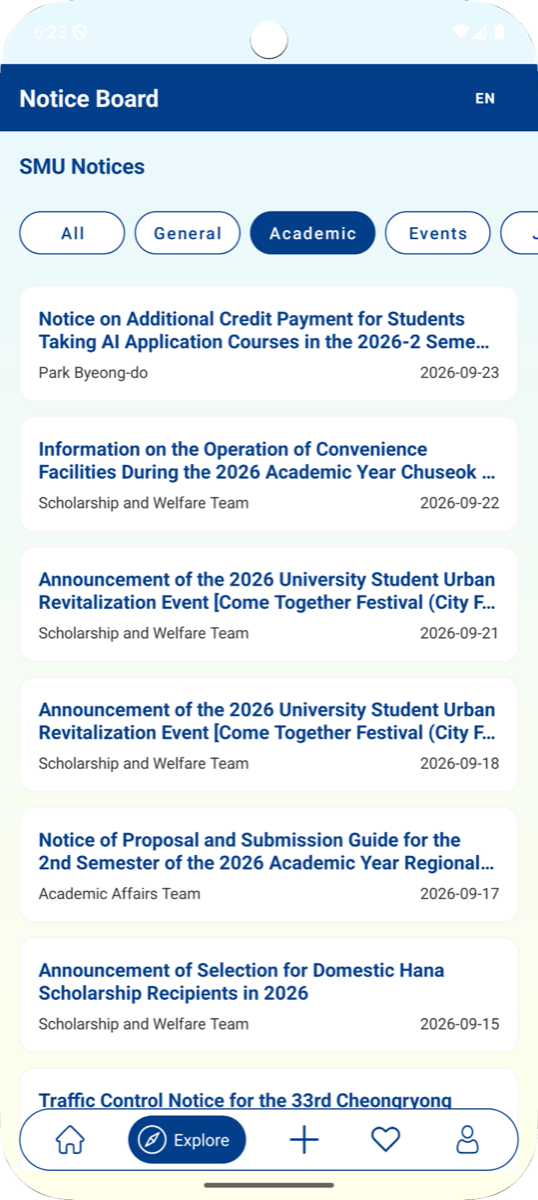 6:23
Notice Board
EN
SMU Notices
All
General
Academic
Events
Notice on Additional Credit Payment for Students
Taking AI Application Courses in the 2026-2 Seme...
Park Byeong-do
2026-09-23
Information on the Operation of Convenience
Facilities During the 2026 Academic Year Chuseok ...
Scholarship and Welfare Team
2026-09-22
Announcement of the 2026 University Student Urban
Revitalization Event [Come Together Festival (City F...
Scholarship and Welfare Team
2026-09-21
Announcement of the 2026 University Student Urban
Revitalization Event [Come Together Festival (City F...
Scholarship and Welfare Team
2026-09-18
Notice of Proposal and Submission Guide for the
2nd Semester of the 2026 Academic Year Regional...
Academic Affairs Team
2026-09-17
Announcement of Selection for Domestic Hana
Scholarship Recipients in 2026
Scholarship and Welfare Team
2026-09-15
Traffic Control Notice for the 33rd Cheongryong
Explore